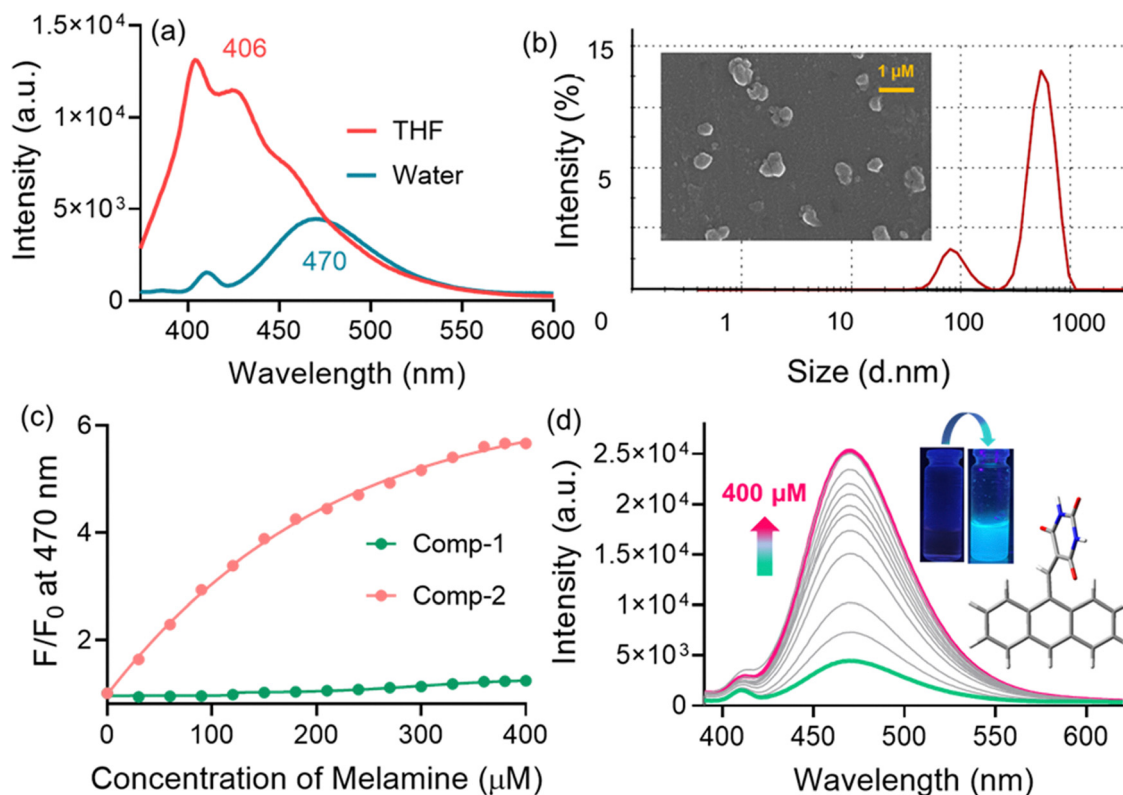 (a)
1.5×10⁴
1.0×10⁴
5×10³
0
Intensity (a.u.)
406
470
THF
Water
400
450
500
550
600
Wavelength (nm)
(b)
15
5
Intensity (%)
1 µM
0
1
10
100
1000
Size (d.nm)
(c)
6
4
2
F/F₀ at 470 nm
Comp-1
Comp-2
0
100
200
300
400
Concentration of Melamine (μM)
(d)
2.5×10⁴
2×10⁴
1.5×10⁴
1×10⁴
5×10³
0
Intensity (a.u.)
400 µM
400
450
500
550
600
Wavelength (nm)